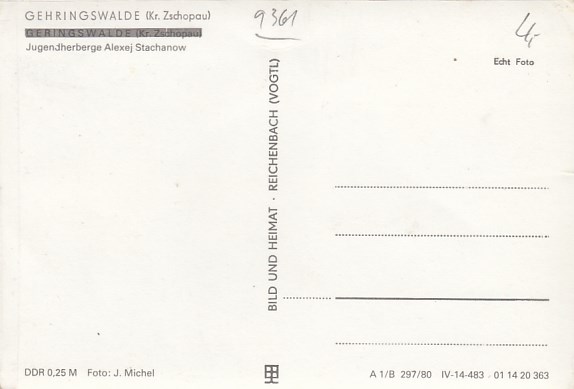 GEHRINGSWALDE (Kr. Zschopau)
GERINGSWALDE (Kr. Zschopau)
Jugendherberge Alexej Stachanow
9361
4,-
Echt Foto
BILD UND HEIMAT · REICHENBACH (VOGTL)
DDR 0,25 M Foto: J. Michel
A 1/B 297/80 IV-14-483 01 14 20 363